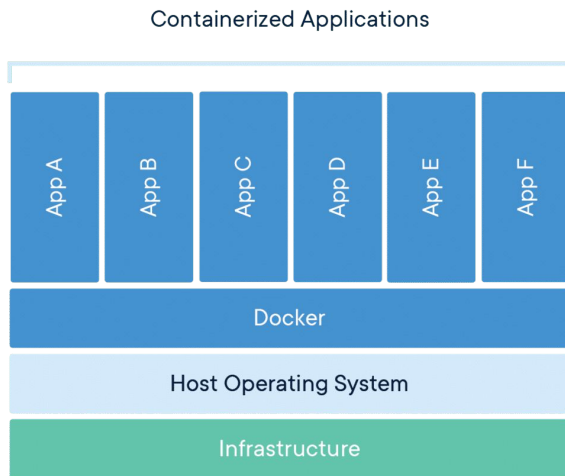 Containerized Applications
App A
App B
App C
App D
App E
App F
Docker
Host Operating System
Infrastructure